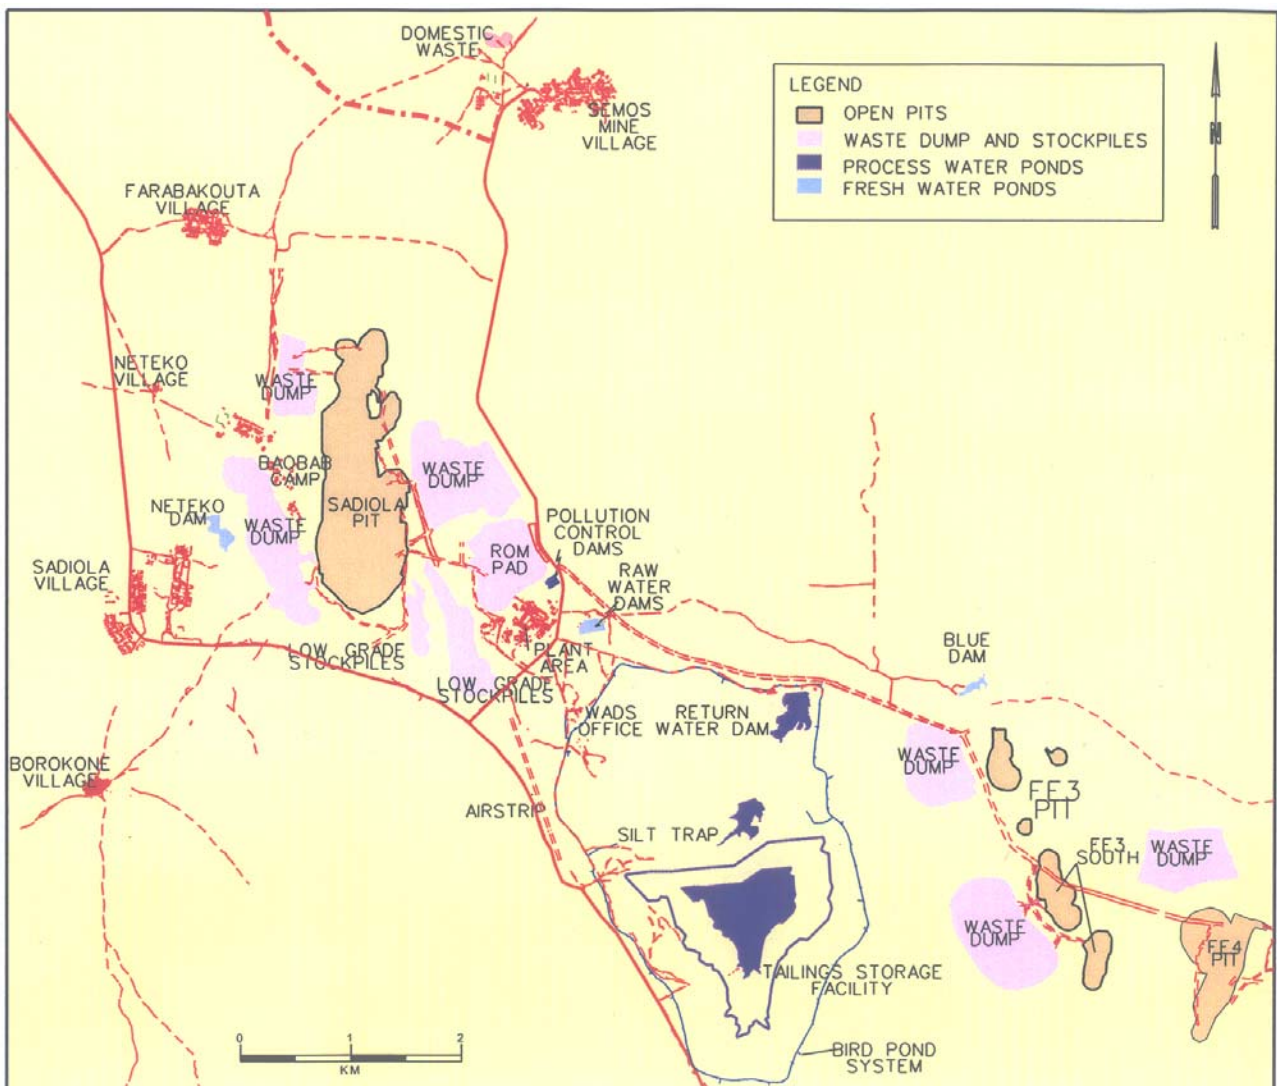 DOMESTIC
WASTE
SEMOS
MINE
VILLAGE
LEGEND
OPEN PITS
WASTE DUMP AND STOCKPILES
PROCESS WATER PONDS
FRESH WATER PONDS
N
FARABAKOUTA
VILLAGE
NETEKO
VILLAGE
WASTE
DUMP
BAOBAB
CAMP
WASTE
DUMP
NETEKO
DAM
WASTE
DUMP
SADIOLA
PIT
POLLUTION
CONTROL
DAMS
ROM
PAD
RAW
WATER
DAMS
SADIOLA
VILLAGE
LOW GRADE
STOCKPILES
PLANT
AREA
LOW GRADE
STOCKPILES
BLUE
DAM
WADS
OFFICE
RETURN
WATER DAM
WASTE
DUMP
BOROKONE
VILLAGE
FE3
PIT
AIRSTRIP
SILT TRAP
FE3
SOUTH
WASTE
DUMP
WASTE
DUMP
FE4
PIT
TAILINGS STORAGE
FACILITY
BIRD POND
SYSTEM
0 1 2
KM